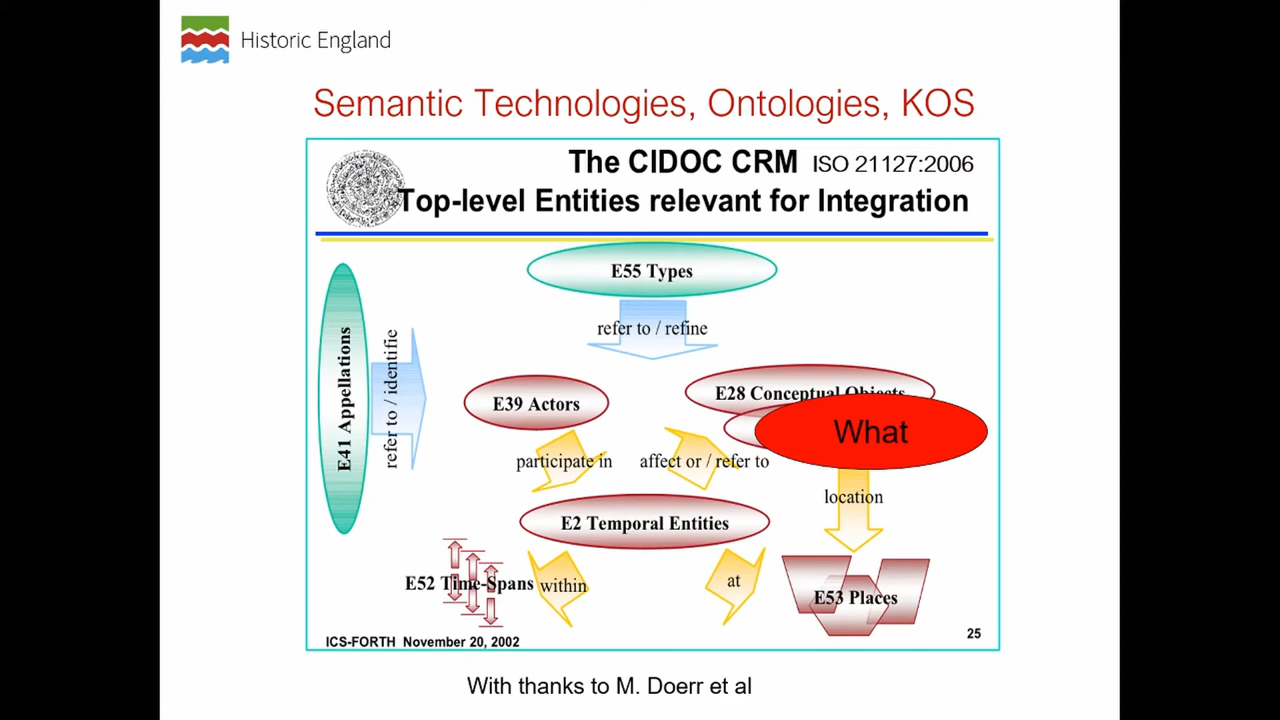 Historic England
Semantic Technologies, Ontologies, KOS
The CIDOC CRM ISO 21127:2006
Top-level Entities relevant for Integration
E55 Types
refer to / refine
E41 Appellations
refer to / identifie
E39 Actors
E28 Conceptual Objects
What
participate in
affect or / refer to
location
E2 Temporal Entities
E52 Time-Spans
within
at
E53 Places
ICS-FORTH November 20, 2002
25
With thanks to M. Doerr et al